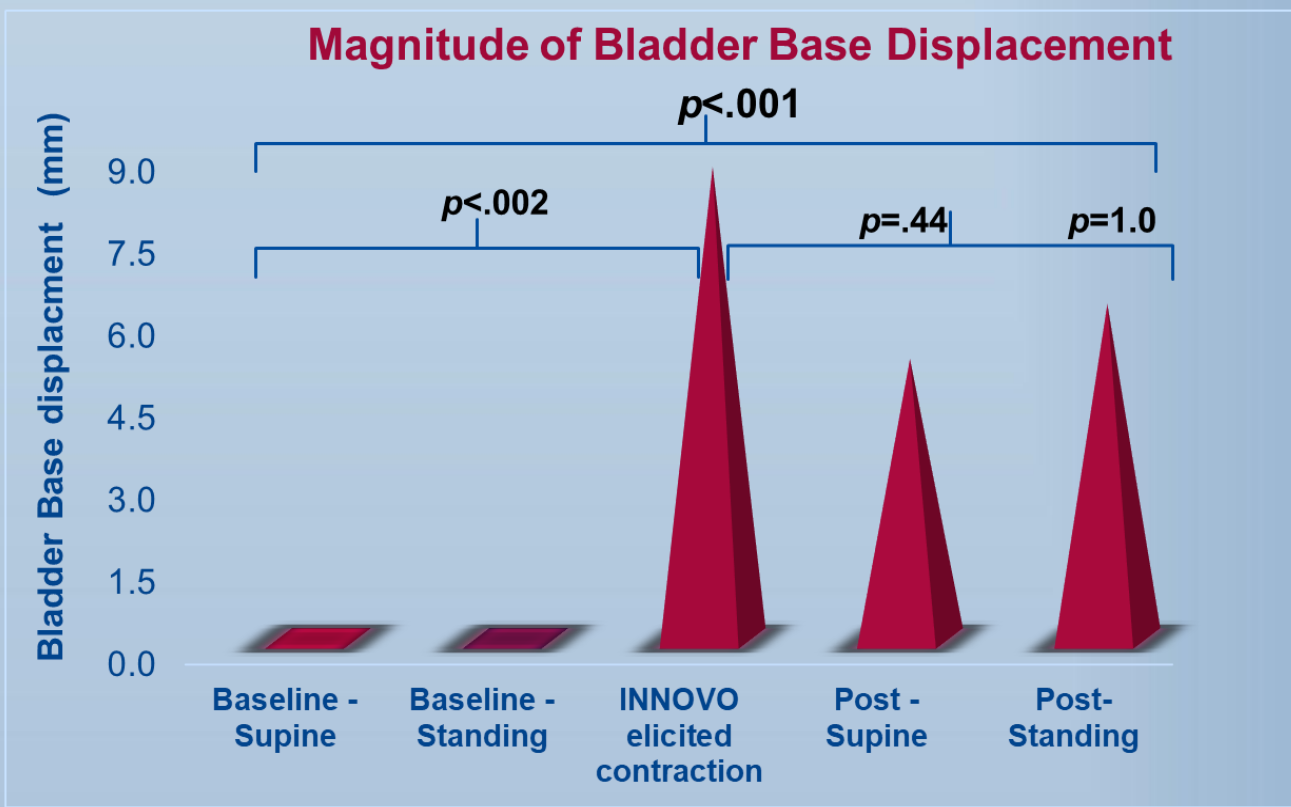 Magnitude of Bladder Base Displacement
p<.001
p<.002
p=.44
p=1.0
Bladder Base displacment (mm)
9.0
7.5
6.0
4.5
3.0
1.5
0.0
Baseline -
Supine
Baseline -
Standing
INNOVO
elicited
contraction
Post -
Supine
Post-
Standing